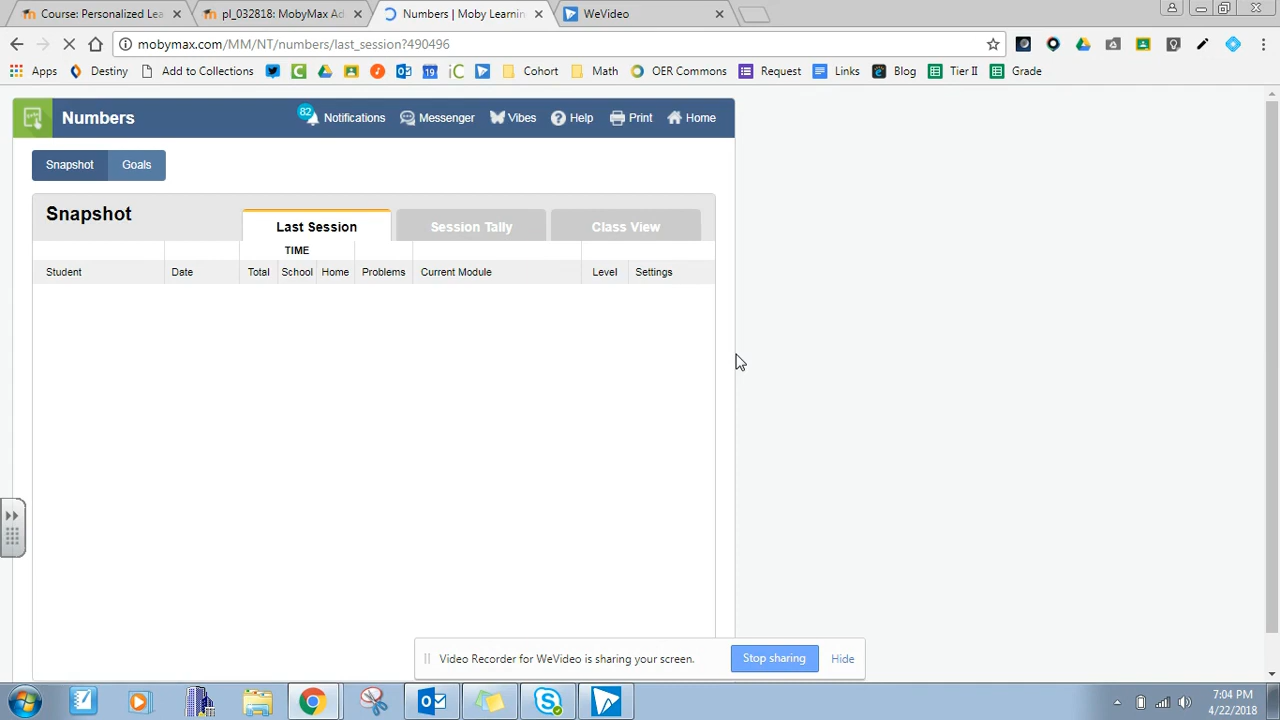 Course: Personalized Lea
pl_032818: MobyMax Ad
Numbers | Moby Learnin
WeVideo
mobymax.com/MM/NT/numbers/last_session?490496
Apps
Destiny
Add to Collections
19
iC
Cohort
Math
OER Commons
Request
Links
Blog
Tier II
Grade
Numbers
82
Notifications
Messenger
Vibes
Help
Print
Home
Snapshot
Goals
Snapshot
Last Session
Session Tally
Class View
TIME
Student
Date
Total
School
Home
Problems
Current Module
Level
Settings
Video Recorder for WeVideo is sharing your screen.
Stop sharing
Hide
7:04 PM
4/22/2018